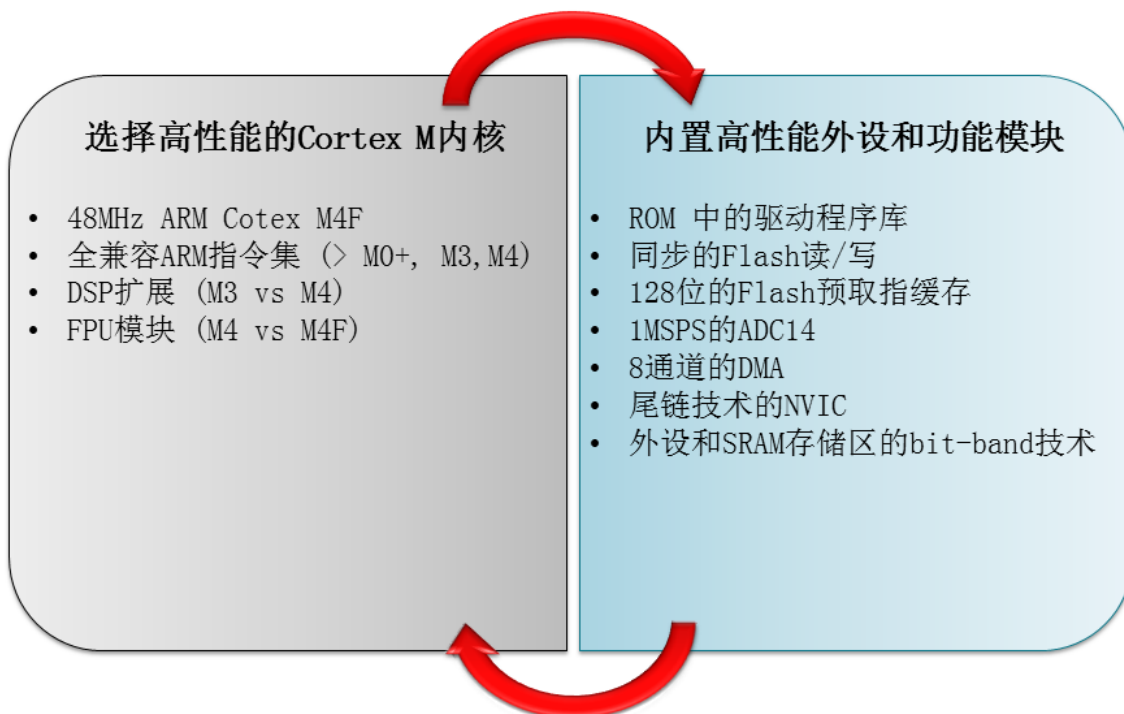 选择高性能的Cortex M内核
• 48MHz ARM Cotex M4F
• 全兼容ARM指令集 (> M0+, M3,M4)
• DSP扩展 (M3 vs M4)
• FPU模块 (M4 vs M4F)
内置高性能外设和功能模块
• ROM 中的驱动程序库
• 同步的Flash读/写
• 128位的Flash预取指缓存
• 1MSPS的ADC14
• 8通道的DMA
• 尾链技术的NVIC
• 外设和SRAM存储区的bit-band技术